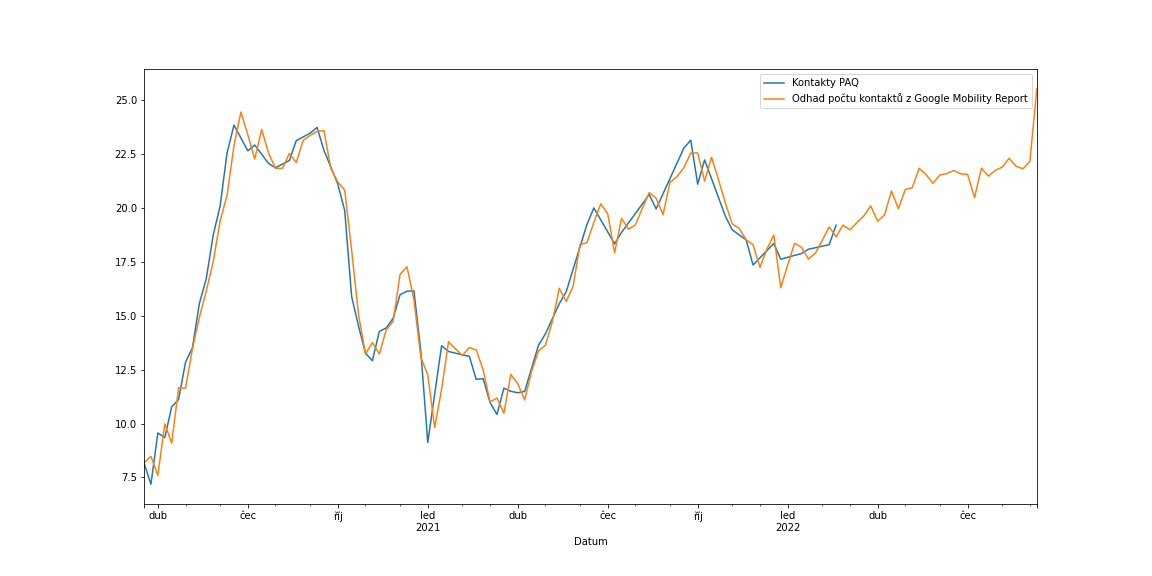 Kontakty PAQ
Odhad počtu kontaktů z Google Mobility Report
25.0
22.5
20.0
17.5
15.0
12.5
10.0
7.5
dub
čec
říj
led
2021
dub
čec
říj
led
2022
dub
čec
Datum